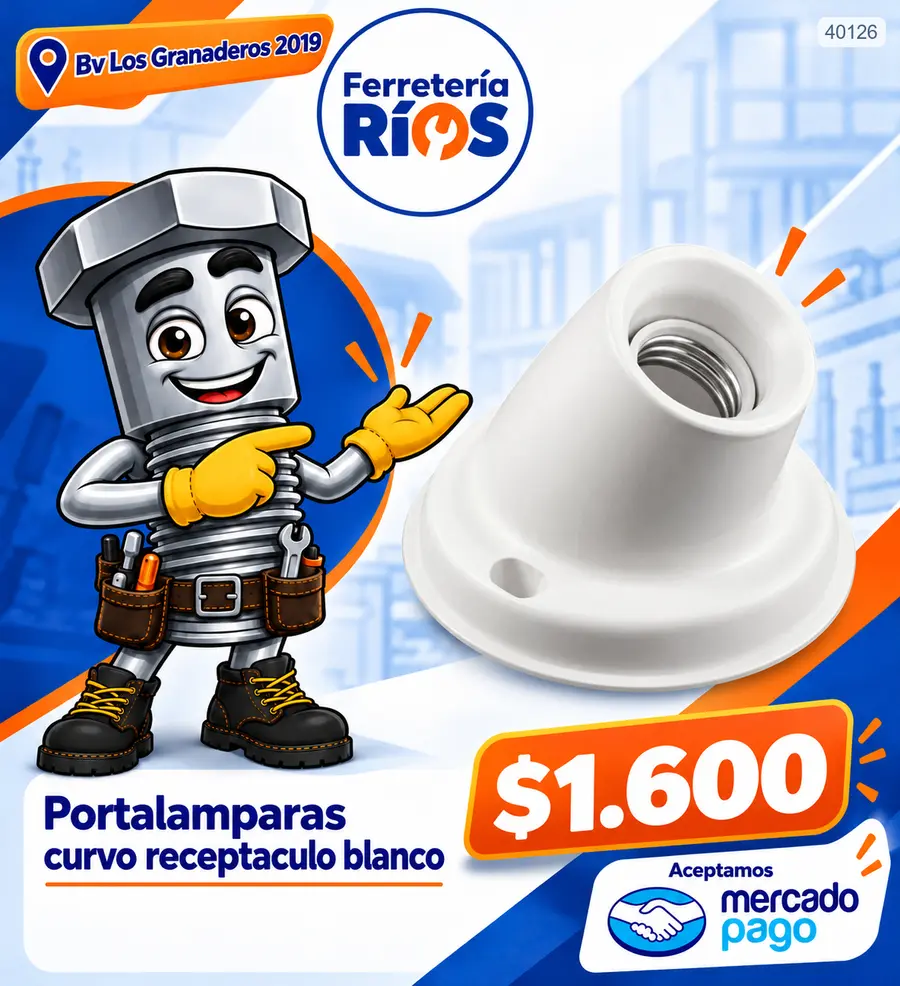 Bv Los Granaderos 2019
40126
Ferretería
RÍOS
Portalamparas
curvo receptaculo blanco
$1.600
Aceptamos
mercado
pago